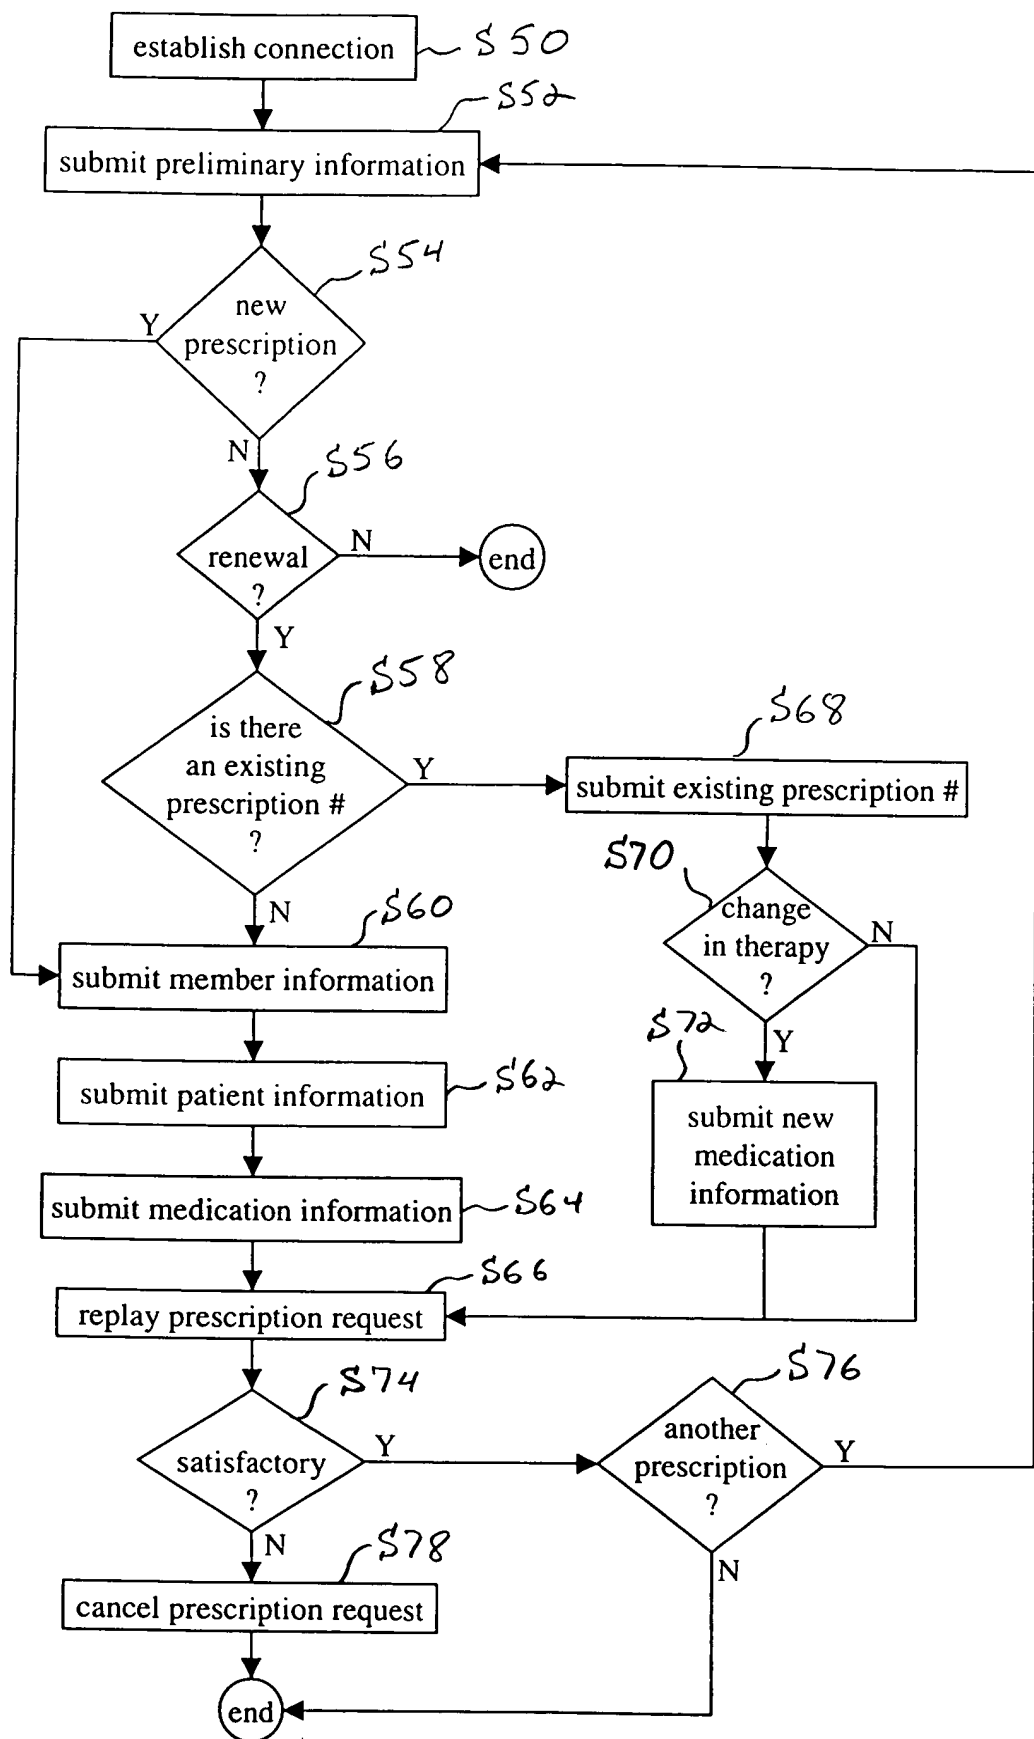 establish connection
S50
S52
submit preliminary information
S54
new
prescription
?
Y
N
S56
renewal
?
N
end
Y
S58
is there
an existing
prescription #
?
Y
S68
submit existing prescription #
S70
change
in therapy
?
N
N
S60
submit member information
S72
Y
submit new
medication
information
submit patient information
S62
submit medication information
S64
S66
replay prescription request
S74
satisfactory
?
Y
S76
another
prescription
?
Y
N
N
S78
cancel prescription request
end